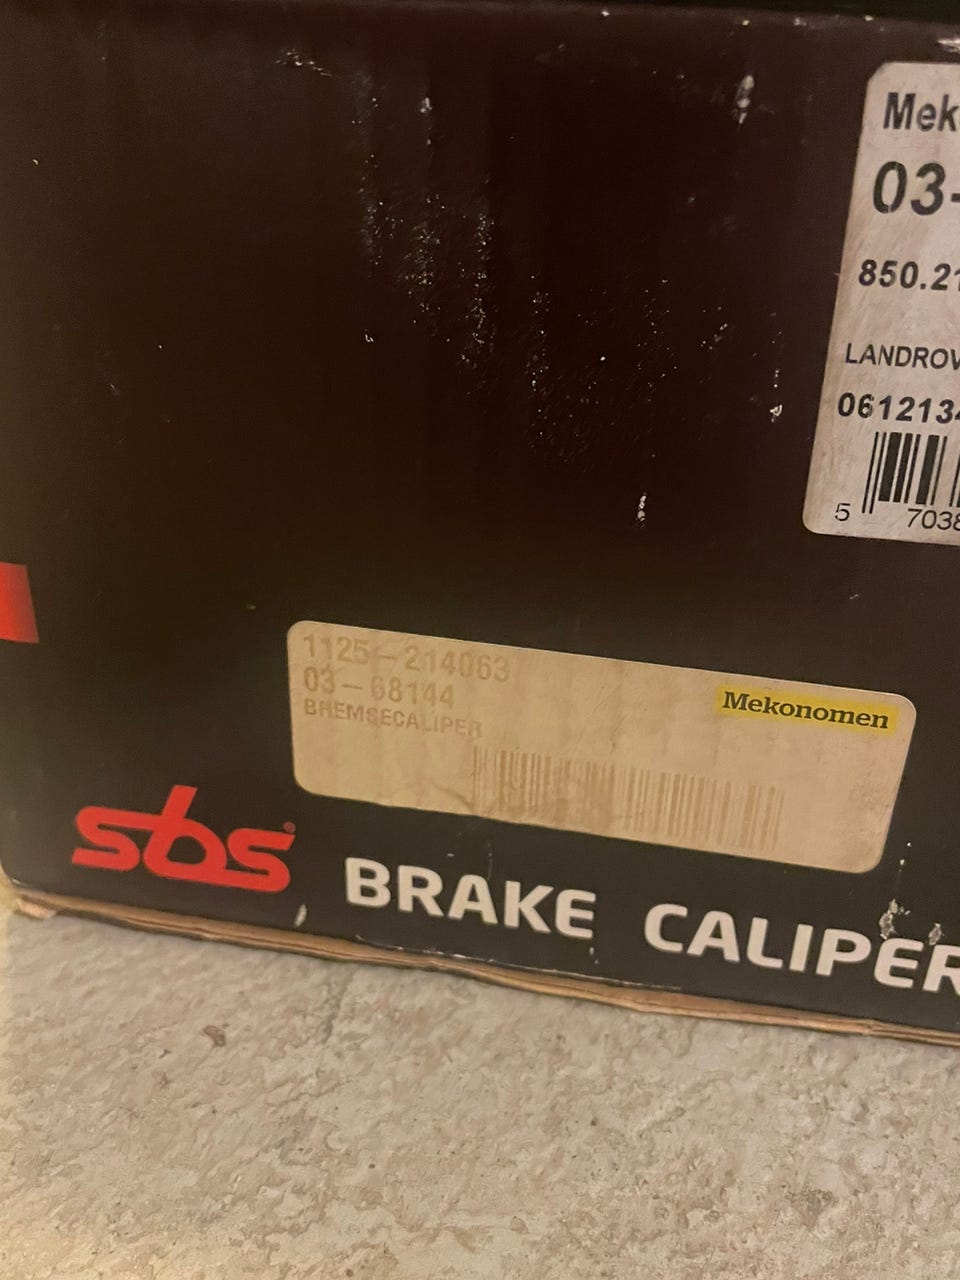 Mek
03-
850.21
LANDROV
0612134
5 7038
1125-214063
03-68144
BREMSECALIPER
Mekonomen
sbs®
BRAKE CALIPER